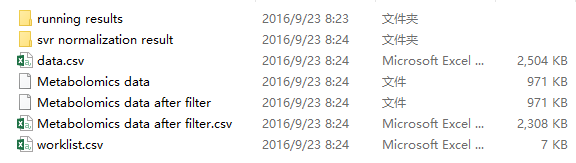 running results 2016/9/23 8:23 文件夹
svr normalization result 2016/9/23 8:24 文件夹
data.csv 2016/9/23 8:24 Microsoft Excel ... 2,504 KB
Metabolomics data 2016/9/23 8:24 文件 971 KB
Metabolomics data after filter 2016/9/23 8:24 文件 971 KB
Metabolomics data after filter.csv 2016/9/23 8:24 Microsoft Excel ... 2,308 KB
worklist.csv 2016/9/23 8:24 Microsoft Excel ... 7 KB